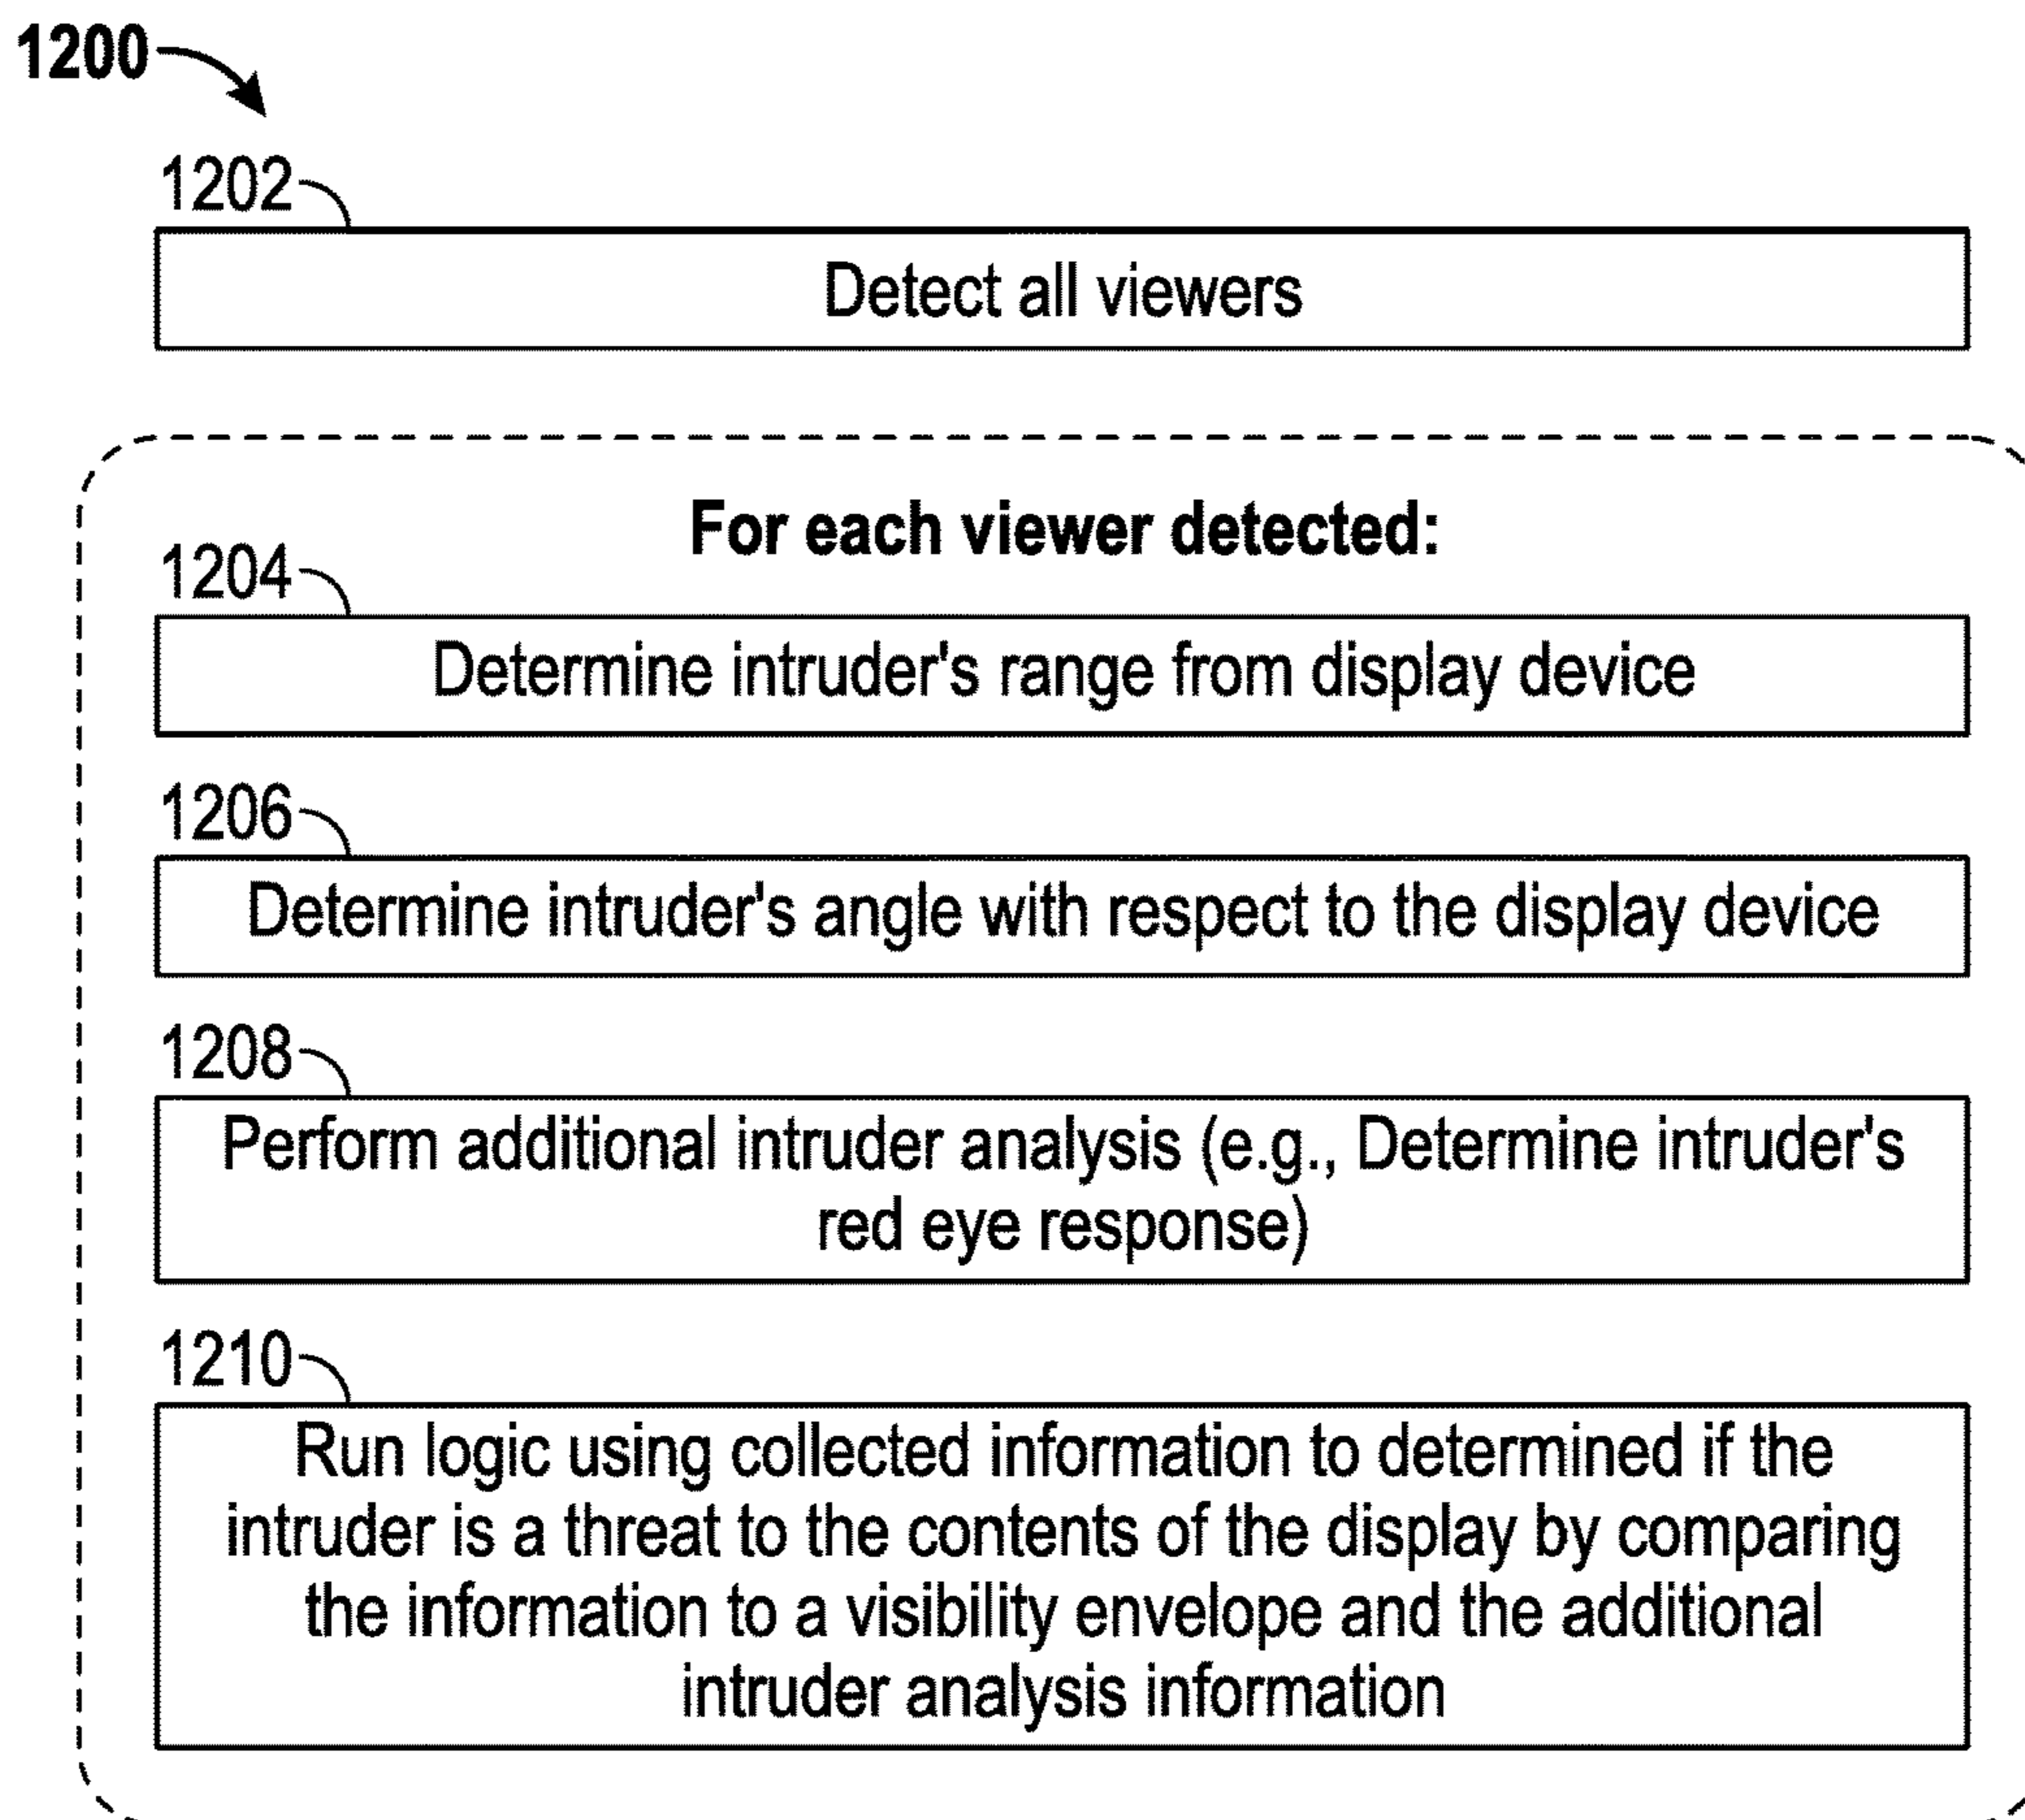 1200
1202
Detect all viewers
For each viewer detected:
1204
Determine intruder's range from display device
1206
Determine intruder's angle with respect to the display device
1208
Perform additional intruder analysis (e.g., Determine intruder's
red eye response)
1210
Run logic using collected information to determined if the
intruder is a threat to the contents of the display by comparing
the information to a visibility envelope and the additional
intruder analysis information